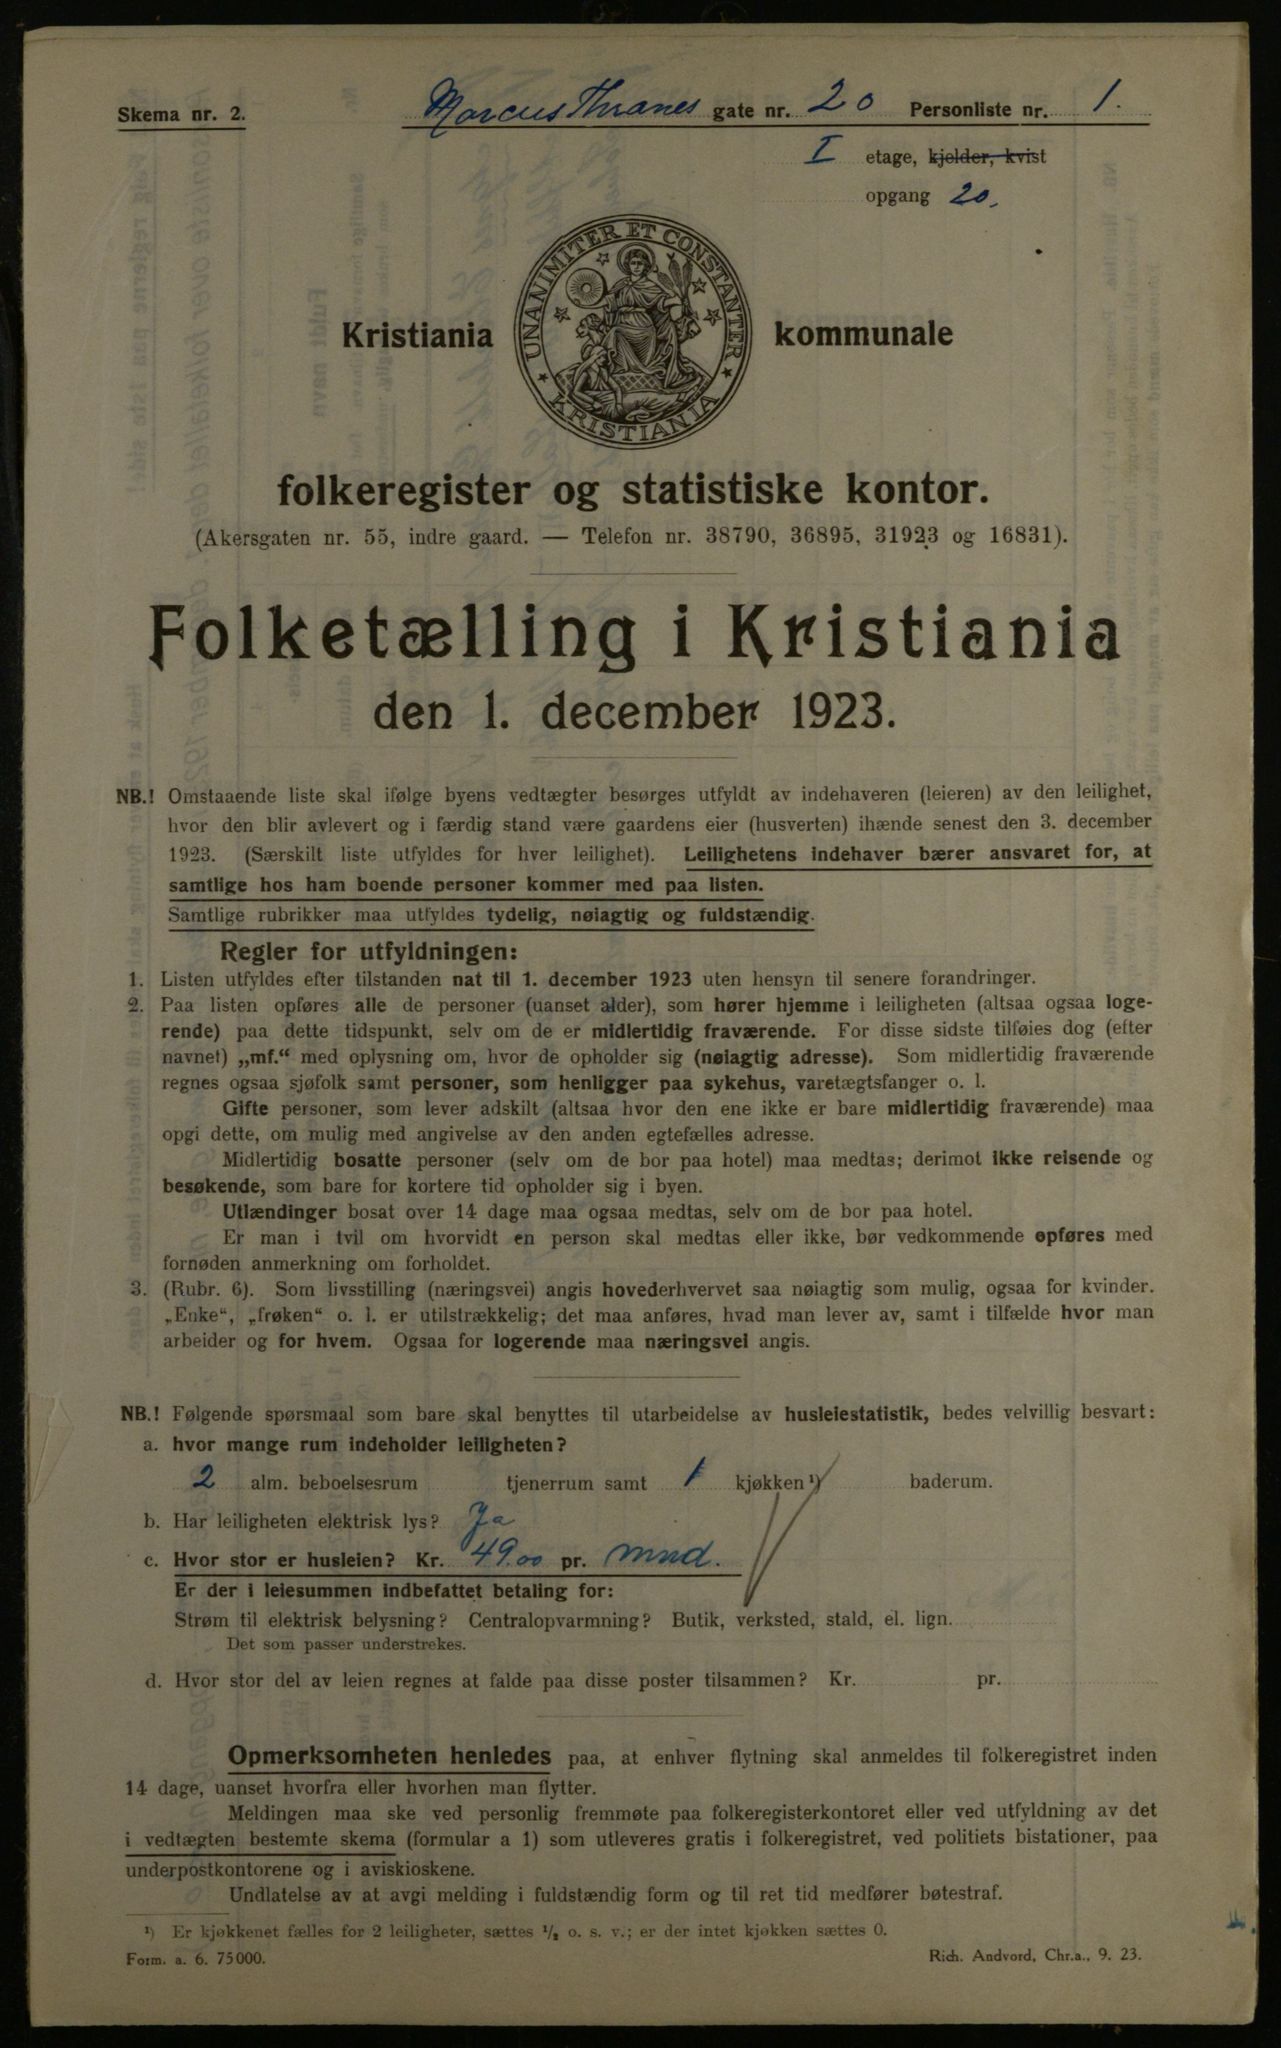 Skema nr. 2.
Marcus Thranes gate nr. 20 Personliste nr. 1.
I etage, kjelder, kvist
opgang 20.
UNANIMITER ET CONSTANTER
KRISTIANIA
Kristiania kommunale
folkeregister og statistiske kontor.
(Akersgaten nr. 55, indre gaard. — Telefon nr. 38790, 36895, 31923 og 16831).
Folketælling i Kristiania
den 1. december 1923.
NB.! Omstaaende liste skal ifølge byens vedtægter besørges utfyldt av indehaveren (leieren) av den leilighet,
hvor den blir avlevert og i færdig stand være gaardens eier (husverten) ihænde senest den 3. december
1923. (Særskilt liste utfyldes for hver leilighet). Leilighetens indehaver bærer ansvaret for, at
samtlige hos ham boende personer kommer med paa listen.
Samtlige rubrikker maa utfyldes tydelig, nøiagtig og fuldstændig.
Regler for utfyldningen:
1. Listen utfyldes efter tilstanden nat til 1. december 1923 uten hensyn til senere forandringer.
2. Paa listen opføres alle de personer (uanset alder), som hører hjemme i leiligheten (altsaa ogsaa loge-
rende) paa dette tidspunkt, selv om de er midlertidig fraværende. For disse sidste tilføies dog (efter
navnet) „mf.“ med oplysning om, hvor de opholder sig (nøiagtig adresse). Som midlertidig fraværende
regnes ogsaa sjøfolk samt personer, som henligger paa sykehus, varetægtsfanger o. l.
Gifte personer, som lever adskilt (altsaa hvor den ene ikke er bare midlertidig fraværende) maa
opgi dette, om mulig med angivelse av den anden egtefælles adresse.
Midlertidig bosatte personer (selv om de bor paa hotel) maa medtas; derimot ikke reisende og
besøkende, som bare for kortere tid opholder sig i byen.
Utlændinger bosat over 14 dage maa ogsaa medtas, selv om de bor paa hotel.
Er man i tvil om hvorvidt en person skal medtas eller ikke, bør vedkommende opføres med
fornøden anmerkning om forholdet.
3. (Rubr. 6). Som livsstilling (næringsvei) angis hovederhvervet saa nøiagtig som mulig, ogsaa for kvinder.
„Enke“, „frøken“ o. l. er utilstrækkelig; det maa anføres, hvad man lever av, samt i tilfælde hvor man
arbeider og for hvem. Ogsaa for logerende maa næringsvei angis.
NB.! Følgende spørsmaal som bare skal benyttes til utarbeidelse av husleiestatistik, bedes velvillig besvart:
a. hvor mange rum indeholder leiligheten?
2 alm. beboelsesrum tjenerrum samt 1 kjøkken ¹) baderum.
b. Har leiligheten elektrisk lys? Ja
c. Hvor stor er husleien? Kr. 49.00 pr. mnd.
Er der i leiesummen indbefattet betaling for:
Strøm til elektrisk belysning? Centralopvarmning? Butik, verksted, stald, el. lign.
Det som passer understrekes.
d. Hvor stor del av leien regnes at falde paa disse poster tilsammen? Kr. pr.
Opmerksomheten henledes paa, at enhver flytning skal anmeldes til folkeregistret inden
14 dage, uanset hvorfra eller hvorhen man flytter.
Meldingen maa ske ved personlig fremmøte paa folkeregisterkontoret eller ved utfyldning av det
i vedtægten bestemte skema (formular a 1) som utleveres gratis i folkeregistret, ved politiets bistationer, paa
underpostkontorene og i aviskioskene.
Undlatelse av at avgi melding i fuldstændig form og til ret tid medfører bøtestraf.
¹) Er kjøkkenet fælles for 2 leiligheter, sættes ½ o. s. v.; er der intet kjøkken sættes 0.
Form. a. 6. 75000.
Rich. Andvord, Chr.a., 9. 23.